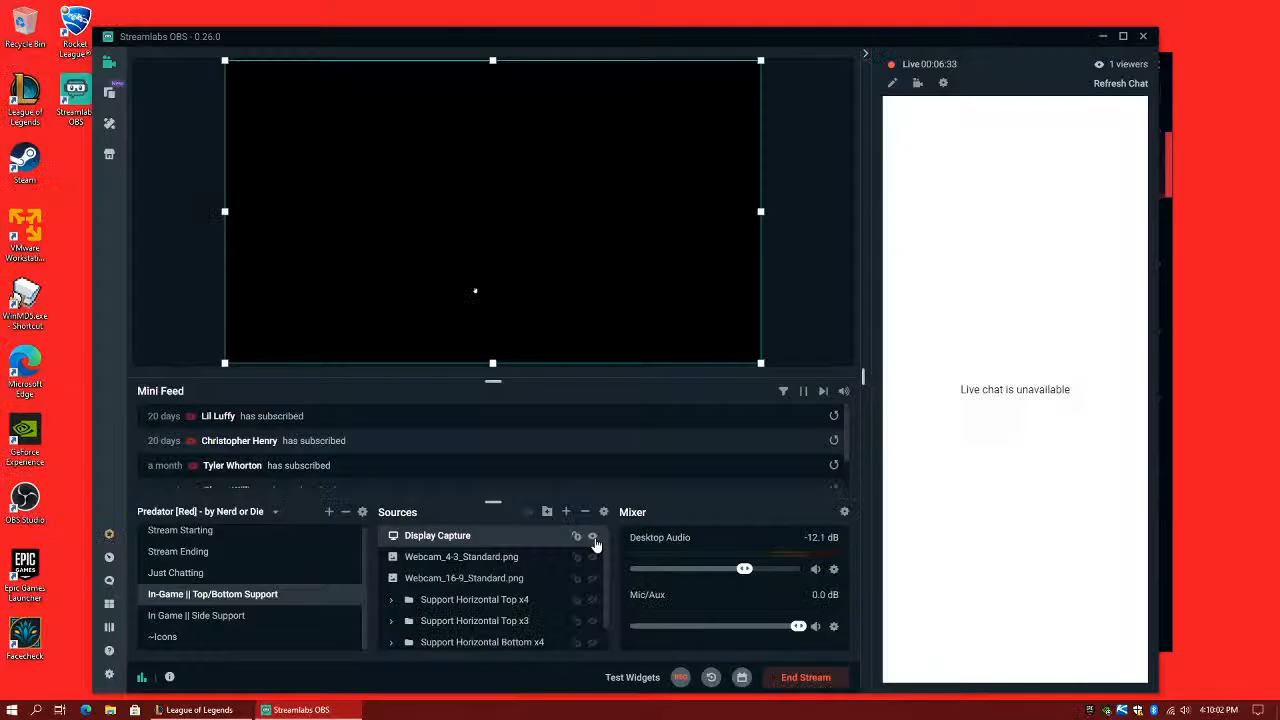 Recycle Bin
Rocket
League®
League of
Legends
Streamlabs
OBS
Steam
VMware
Workstati...
WinMD5.exe
- Shortcut
Microsoft
Edge
GeForce
Experience
OBS Studio
Epic Games
Launcher
Facecheck
Streamlabs OBS - 0.26.0
New
Live 00:06:33
1 viewers
Refresh Chat
Live chat is unavailable
Mini Feed
20 days Lil Luffy has subscribed
20 days Christopher Henry has subscribed
a month Tyler Whorton has subscribed
Predator [Red] - by Nerd or Die
Stream Starting
Stream Ending
Just Chatting
In-Game || Top/Bottom Support
In Game || Side Support
~Icons
Sources
Display Capture
Webcam_4-3_Standard.png
Webcam_16-9_Standard.png
Support Horizontal Top x4
Support Horizontal Top x3
Support Horizontal Bottom x4
Mixer
Desktop Audio -12.1 dB
Mic/Aux 0.0 dB
Test Widgets
REC
End Stream
League of Legends
Streamlabs OBS
4:10:02 PM